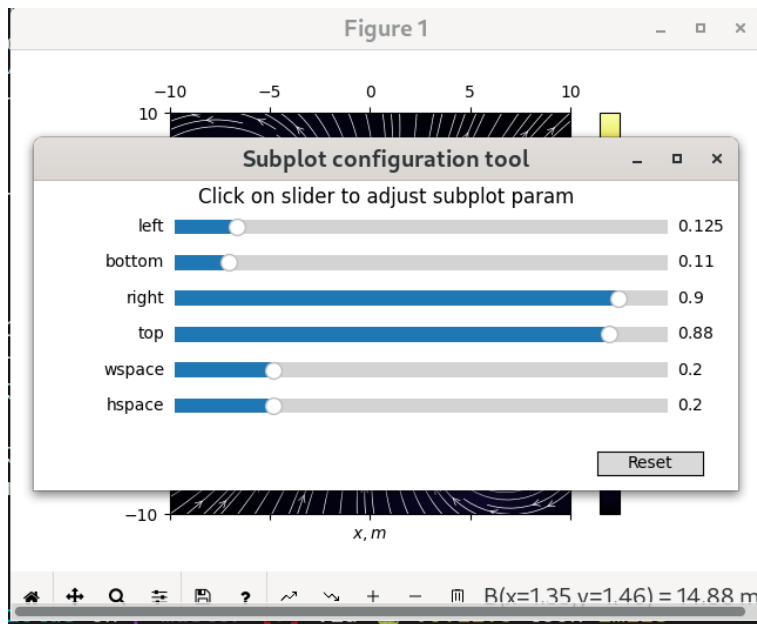 Figure 1
−10 −5 0 5 10
10
Subplot configuration tool
Click on slider to adjust subplot param
left 0.125
bottom 0.11
right 0.9
top 0.88
wspace 0.2
hspace 0.2
Reset
−10
x, m
B(x=1.35,y=1.46) = 14.88 m